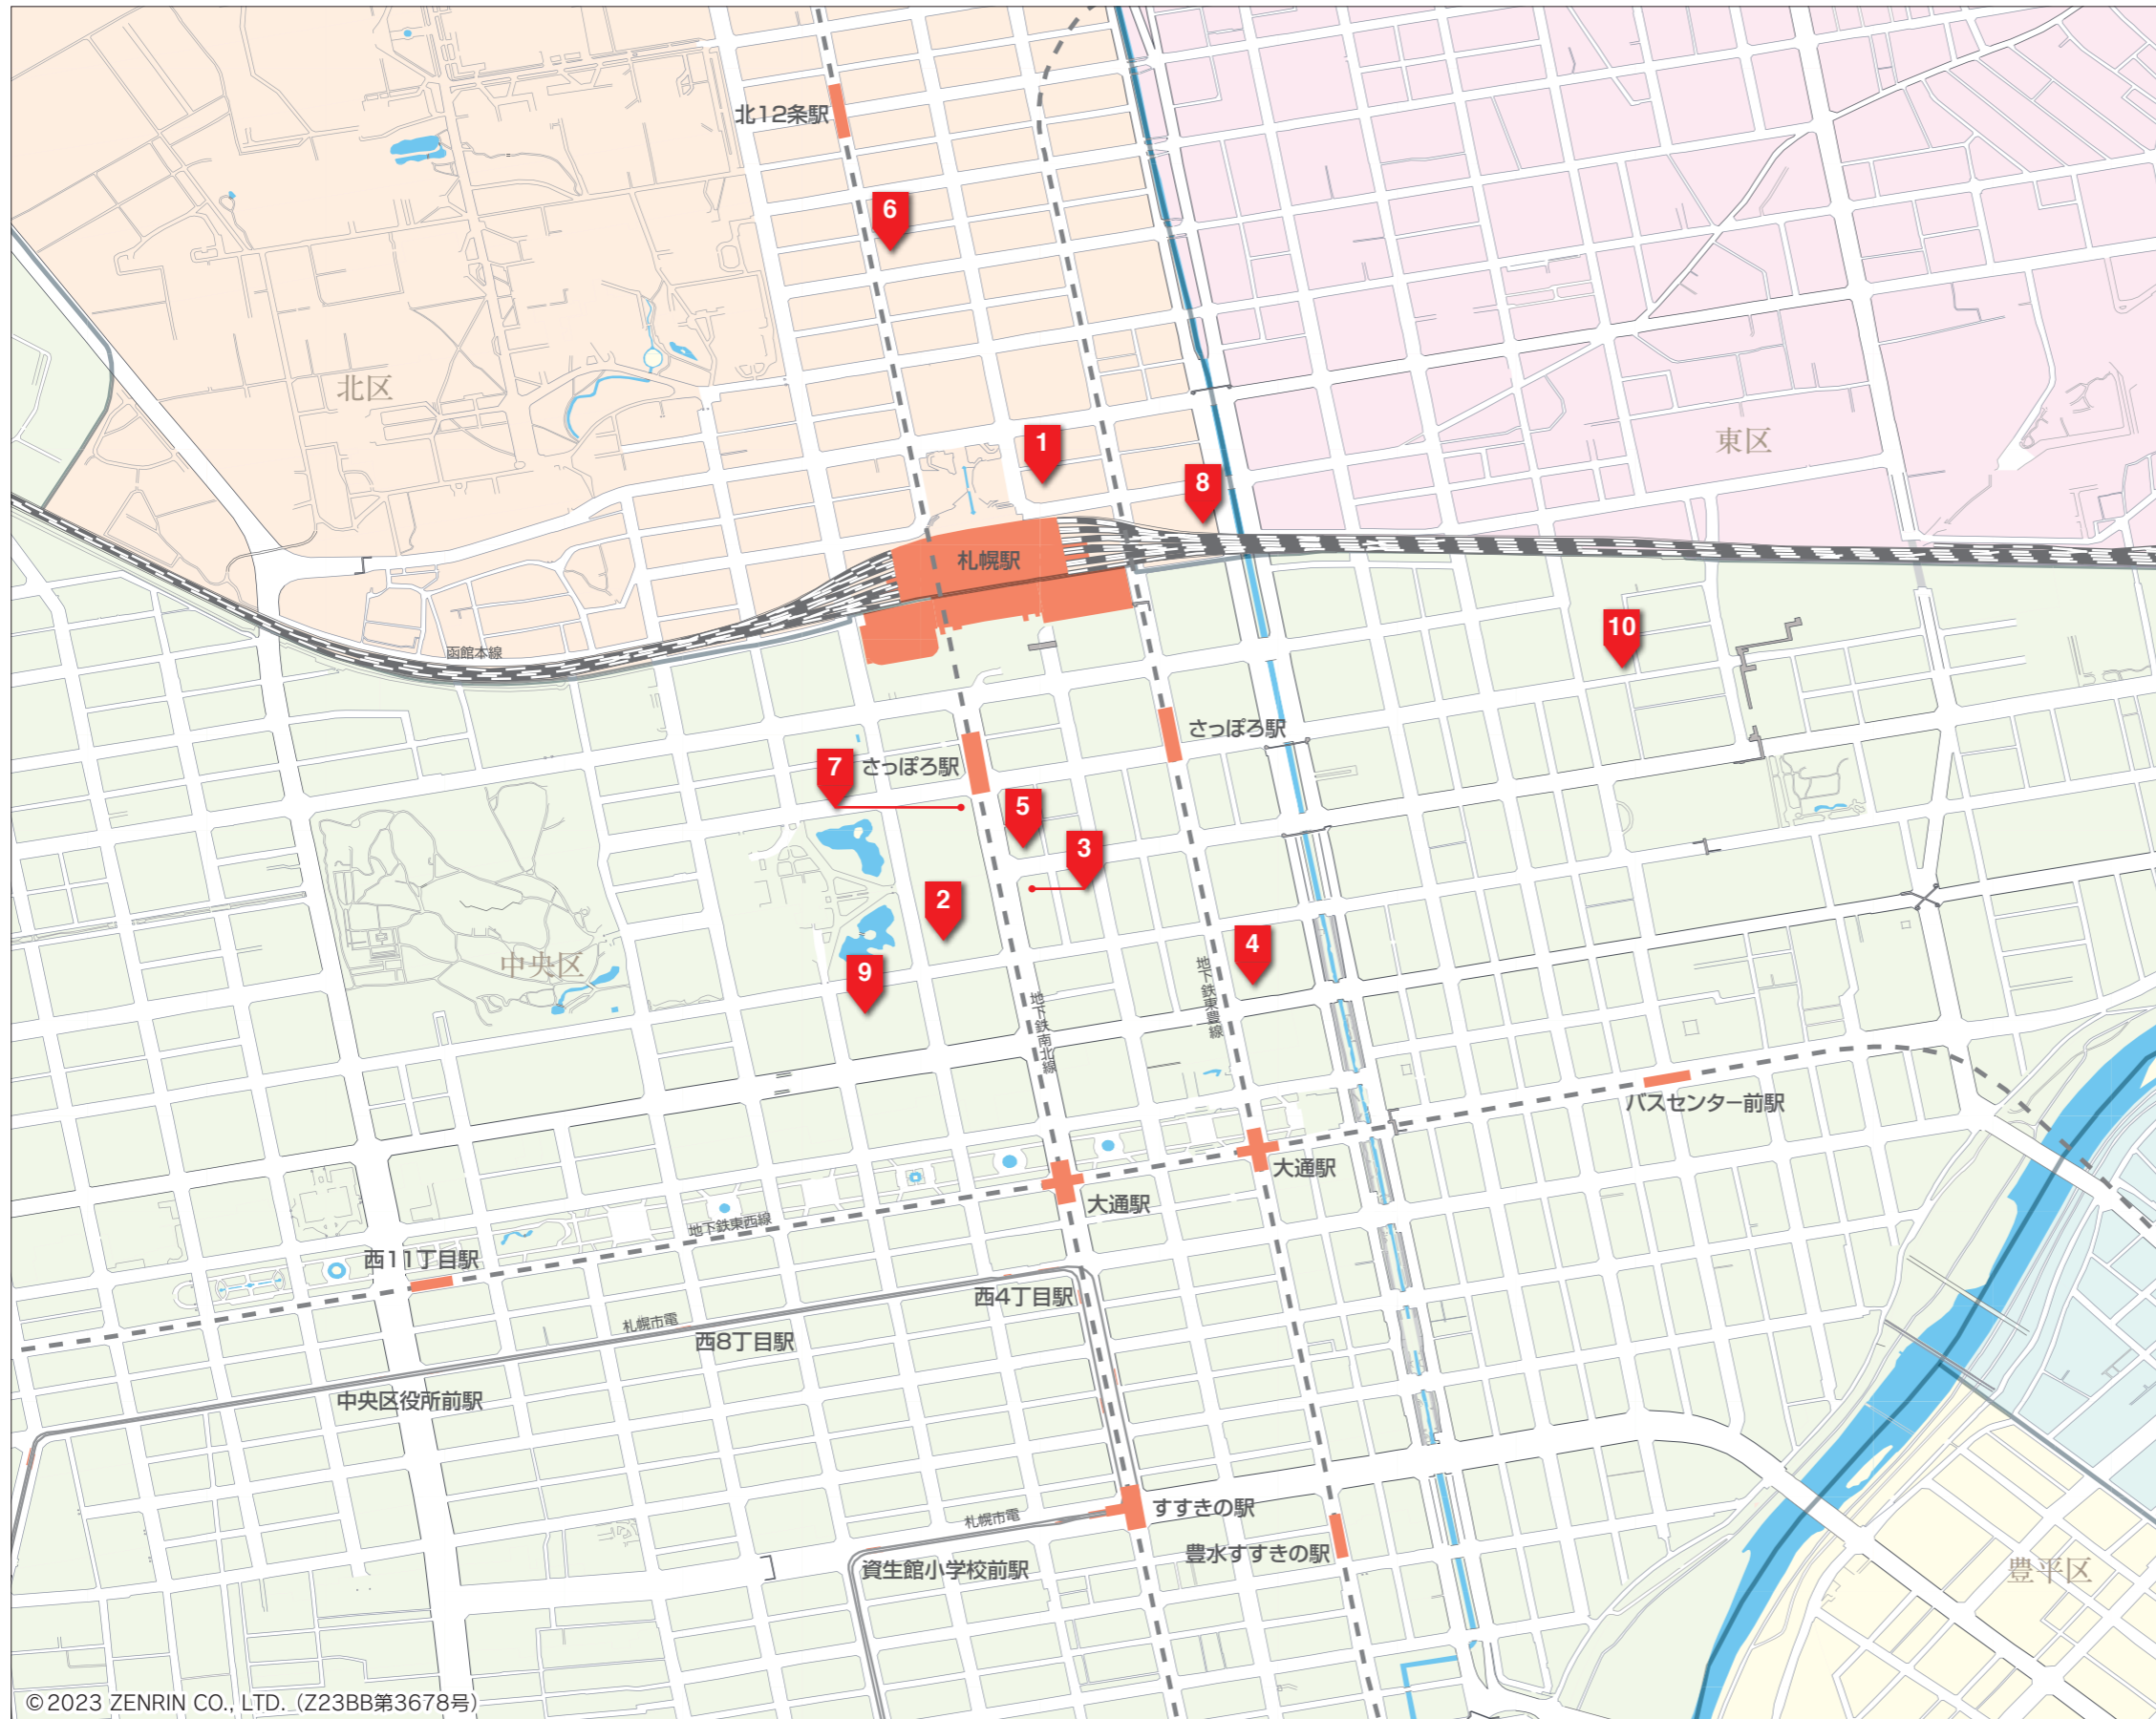 北12条駅
6
北区
東区
1
8
札幌駅
函館本線
10
さっぽろ駅
さっぽろ駅
7
5
3
2
4
中央区
9
地下鉄東豊線
地下鉄南北線
バスセンター前駅
大通駅
大通駅
地下鉄東西線
西11丁目駅
西4丁目駅
札幌市電
西8丁目駅
中央区役所前駅
すすきの駅
札幌市電
豊水すすきの駅
資生館小学校前駅
豊平区
©2023 ZENRIN CO., LTD. (Z23BB第3678号)